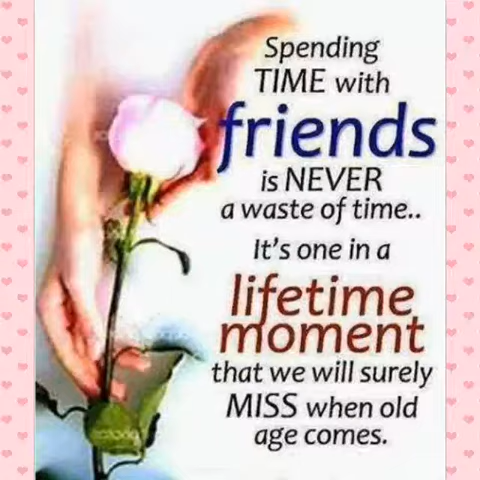 Spending
TIME with
friends
is NEVER
a waste of time..
It's one in a
lifetime
moment
that we will surely
MISS when old
age comes.